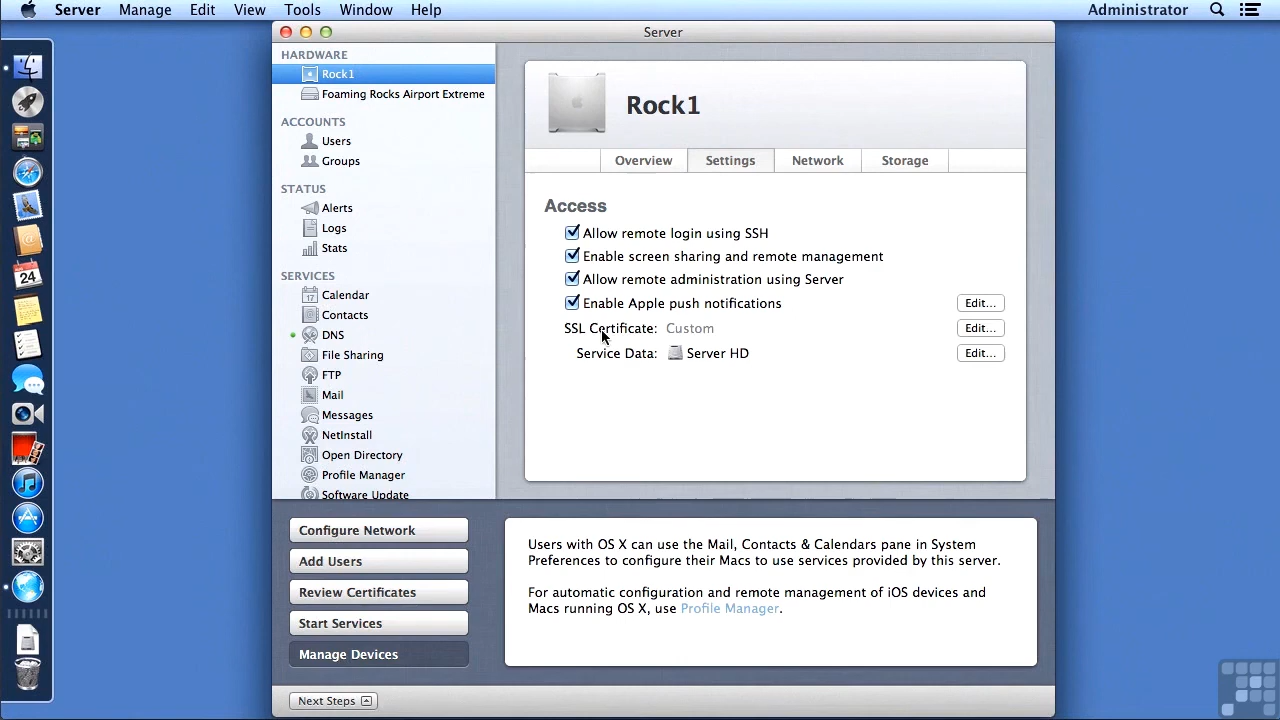 Server Manage Edit View Tools Window Help Administrator
Server
HARDWARE
Rock1
Foaming Rocks Airport Extreme
ACCOUNTS
Users
Groups
STATUS
Alerts
Logs
Stats
SERVICES
Calendar
Contacts
DNS
File Sharing
FTP
Mail
Messages
NetInstall
Open Directory
Profile Manager
Software Update
Rock1
Overview Settings Network Storage
Access
Allow remote login using SSH
Enable screen sharing and remote management
Allow remote administration using Server
Enable Apple push notifications Edit...
SSL Certificate: Custom Edit...
Service Data: Server HD Edit...
Configure Network
Add Users
Review Certificates
Start Services
Manage Devices
Users with OS X can use the Mail, Contacts & Calendars pane in System
Preferences to configure their Macs to use services provided by this server.
For automatic configuration and remote management of iOS devices and
Macs running OS X, use Profile Manager.
Next Steps
24
17